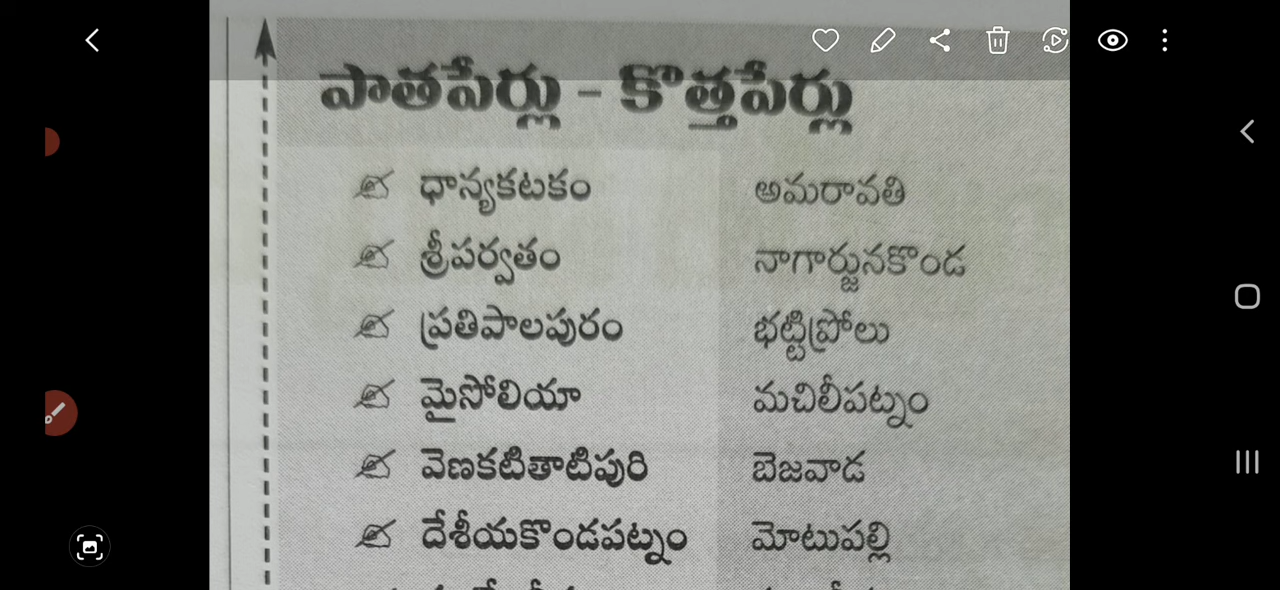 పాతపేర్లు - కొత్తపేర్లు
ధాన్యకటకం అమరావతి
శ్రీపర్వతం నాగార్జునకొండ
ప్రతిపాలపురం భట్టిప్రోలు
మైసోలియా మచిలీపట్నం
వెణకటితాటిపురి బెజవాడ
దేశీయకొండపట్నం మోటుపల్లి